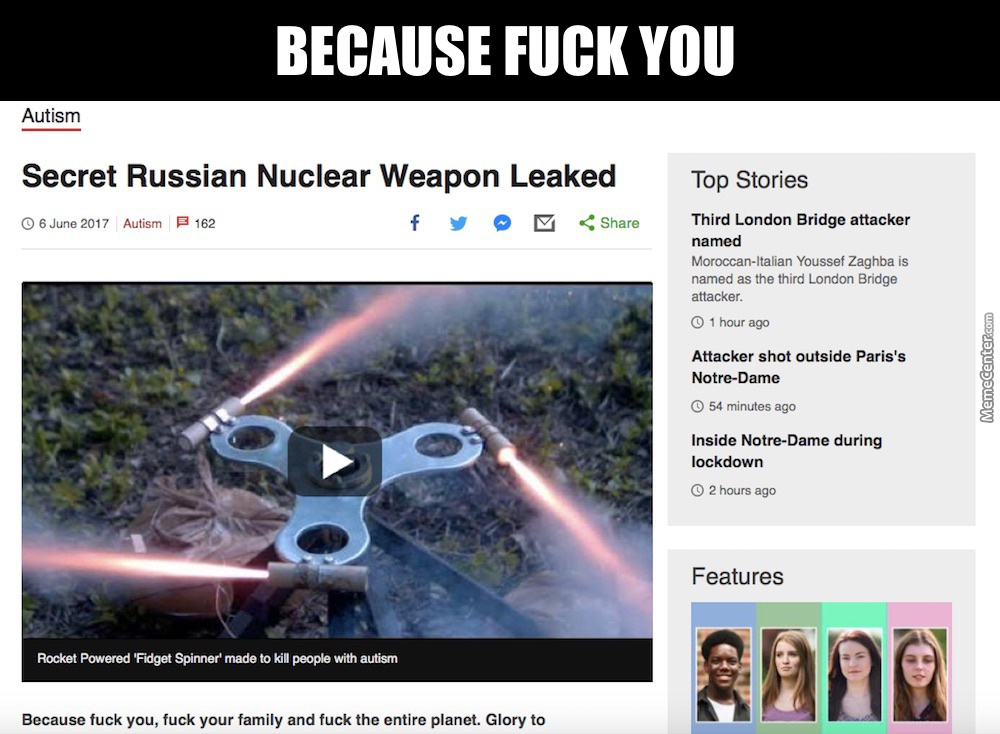 BECAUSE FUCK YOU
Autism
Secret Russian Nuclear Weapon Leaked
6 June 2017 Autism 162
Share
Rocket Powered 'Fidget Spinner' made to kill people with autism
Because fuck you, fuck your family and fuck the entire planet. Glory to
Top Stories
Third London Bridge attacker
named
Moroccan-Italian Youssef Zaghba is
named as the third London Bridge
attacker.
1 hour ago
Attacker shot outside Paris's
Notre-Dame
54 minutes ago
Inside Notre-Dame during
lockdown
2 hours ago
Features
MemeCenter.com